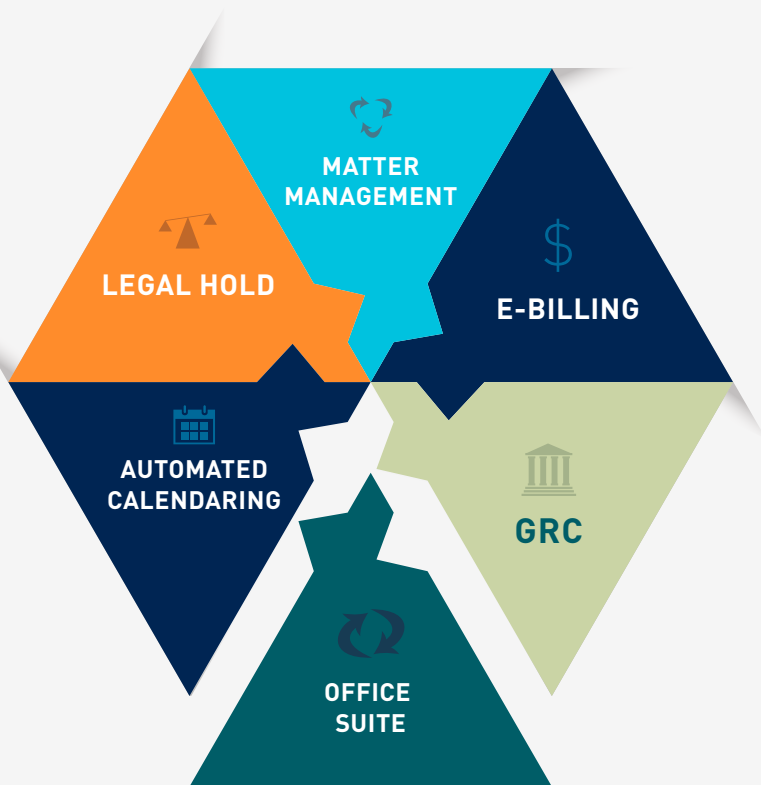 MATTER
MANAGEMENT
LEGAL HOLD
$
E-BILLING
AUTOMATED
CALENDARING
GRC
OFFICE
SUITE